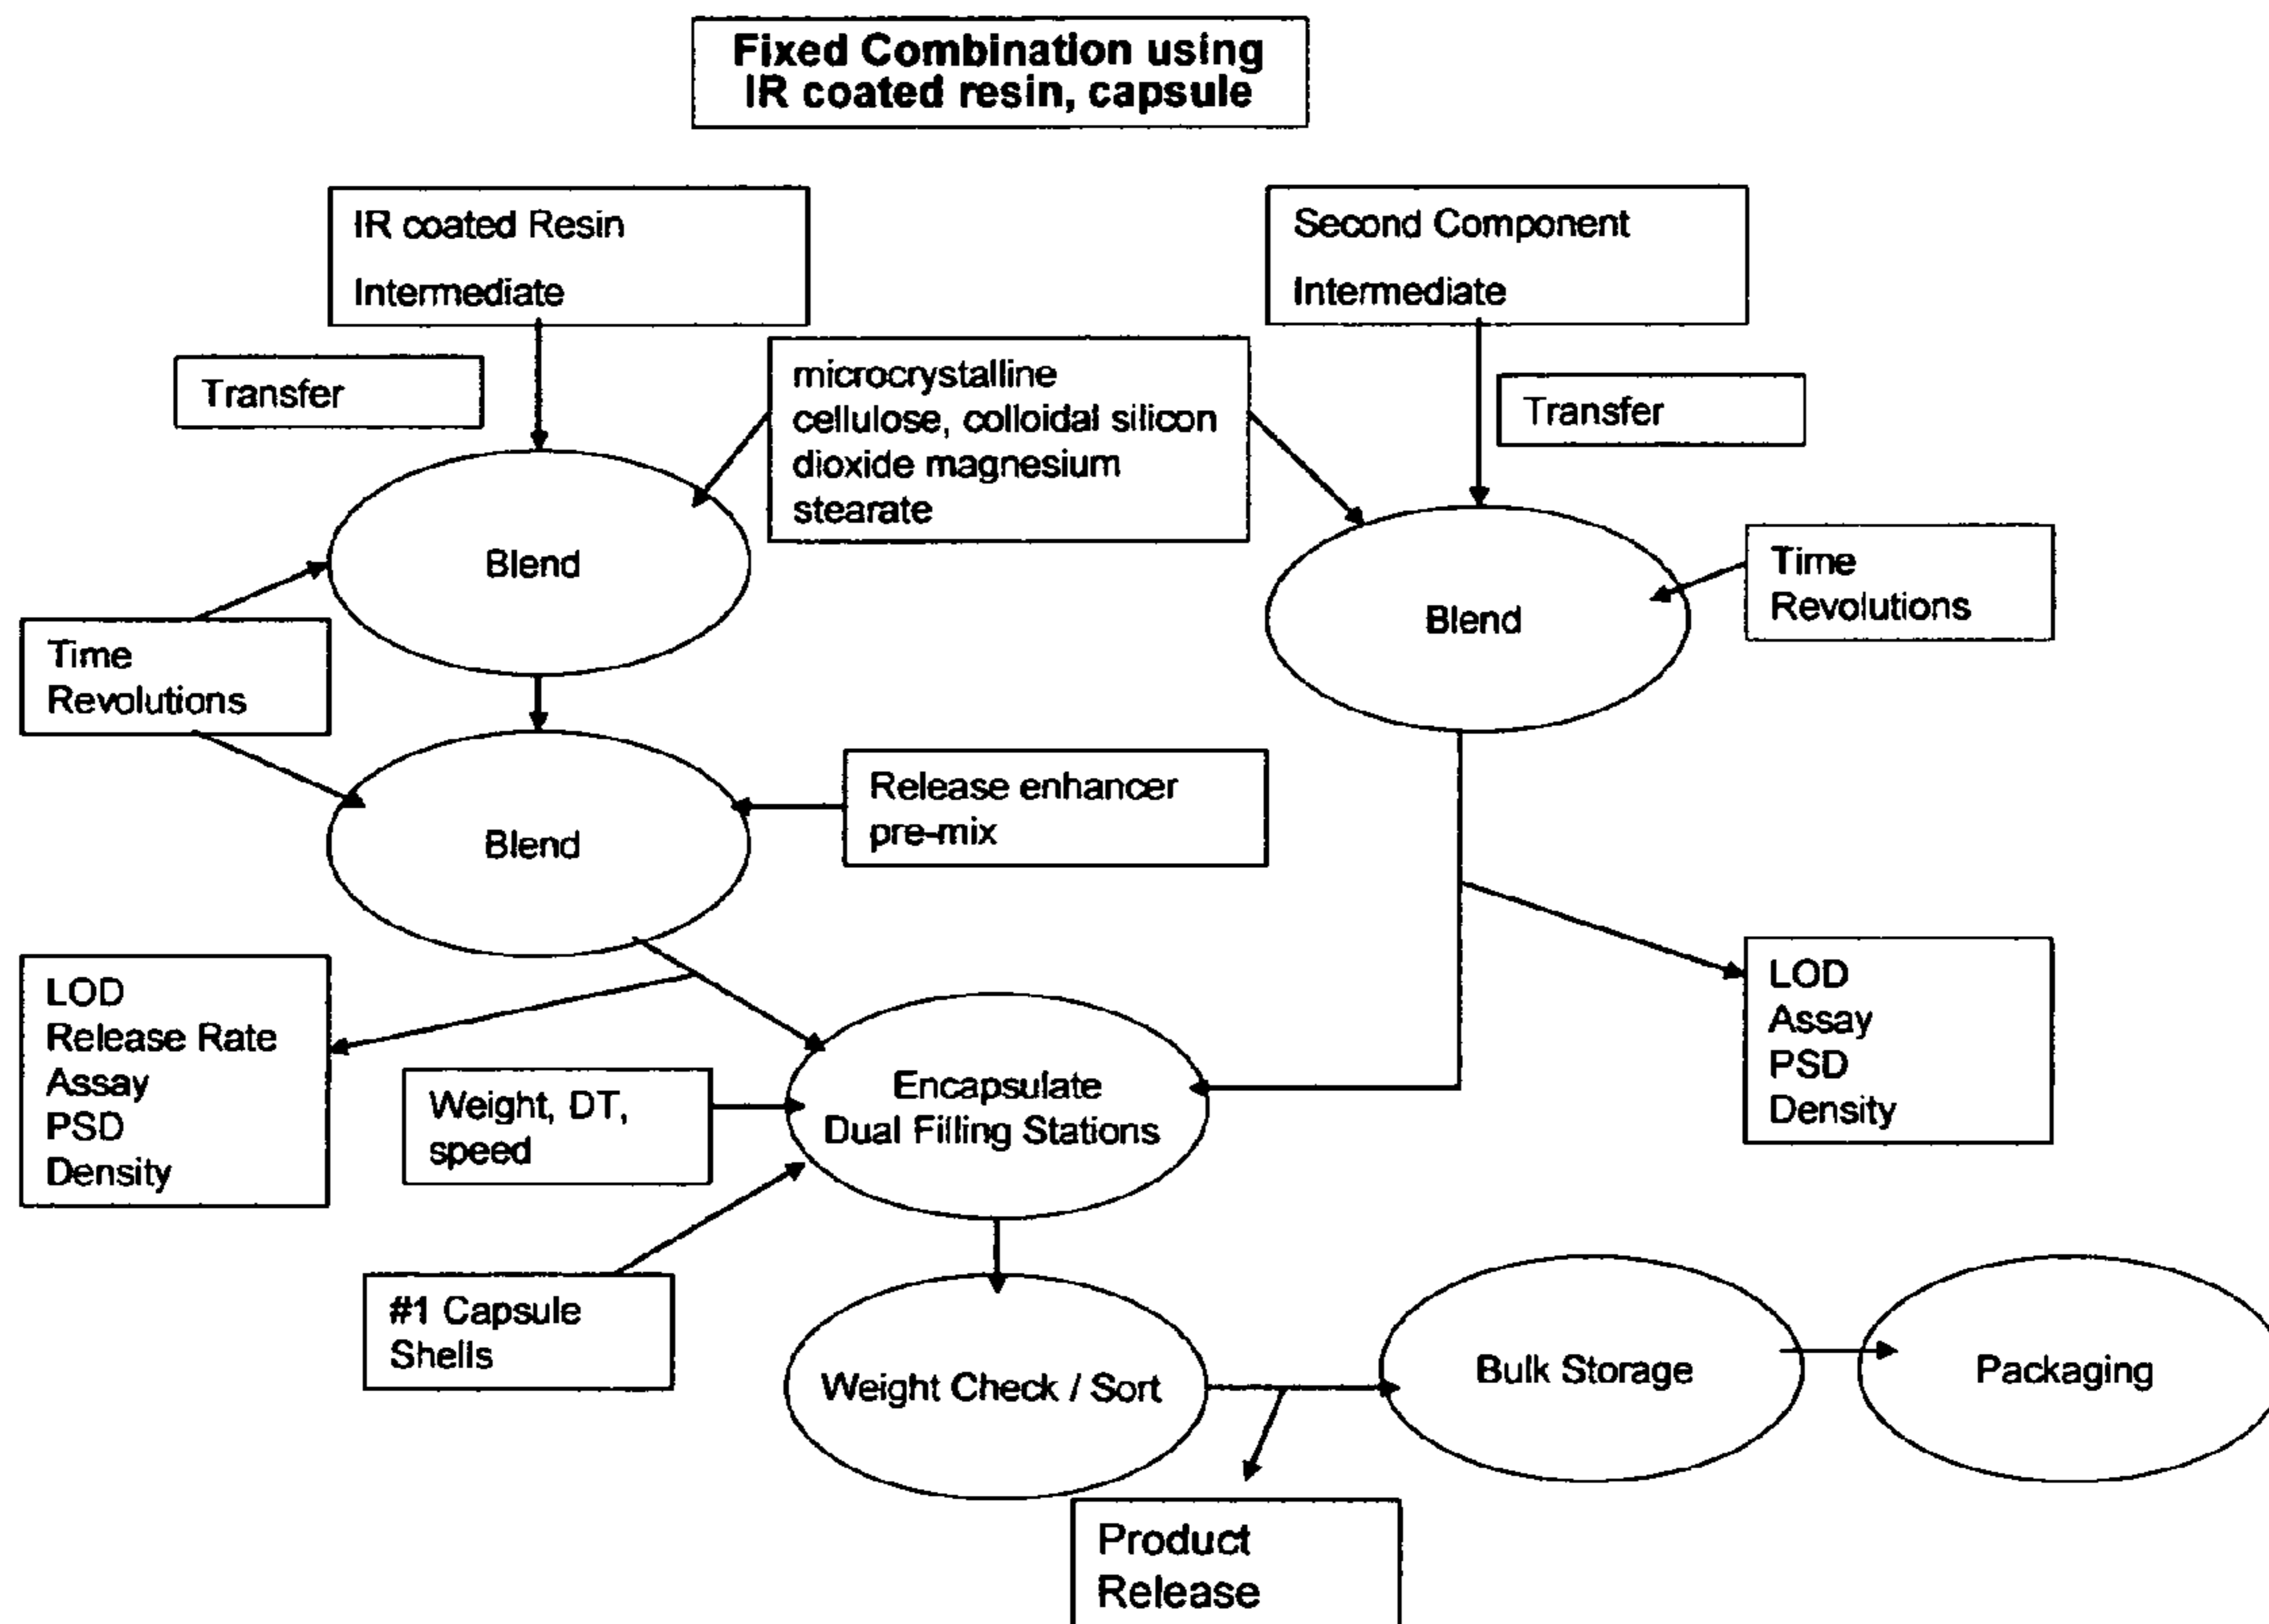 Fixed Combination using
IR coated resin, capsule
IR coated Resin
Intermediate
Second Component
Intermediate
Transfer
microcrystalline
cellulose, colloidal silicon
dioxide magnesium
stearate
Transfer
Blend
Time
Revolutions
Blend
Time
Revolutions
Blend
Release enhancer
pre-mix
LOD
Release Rate
Assay
PSD
Density
LOD
Assay
PSD
Density
Weight, DT,
speed
Encapsulate
Dual Filling Stations
#1 Capsule
Shells
Weight Check / Sort
Bulk Storage
Packaging
Product
Release